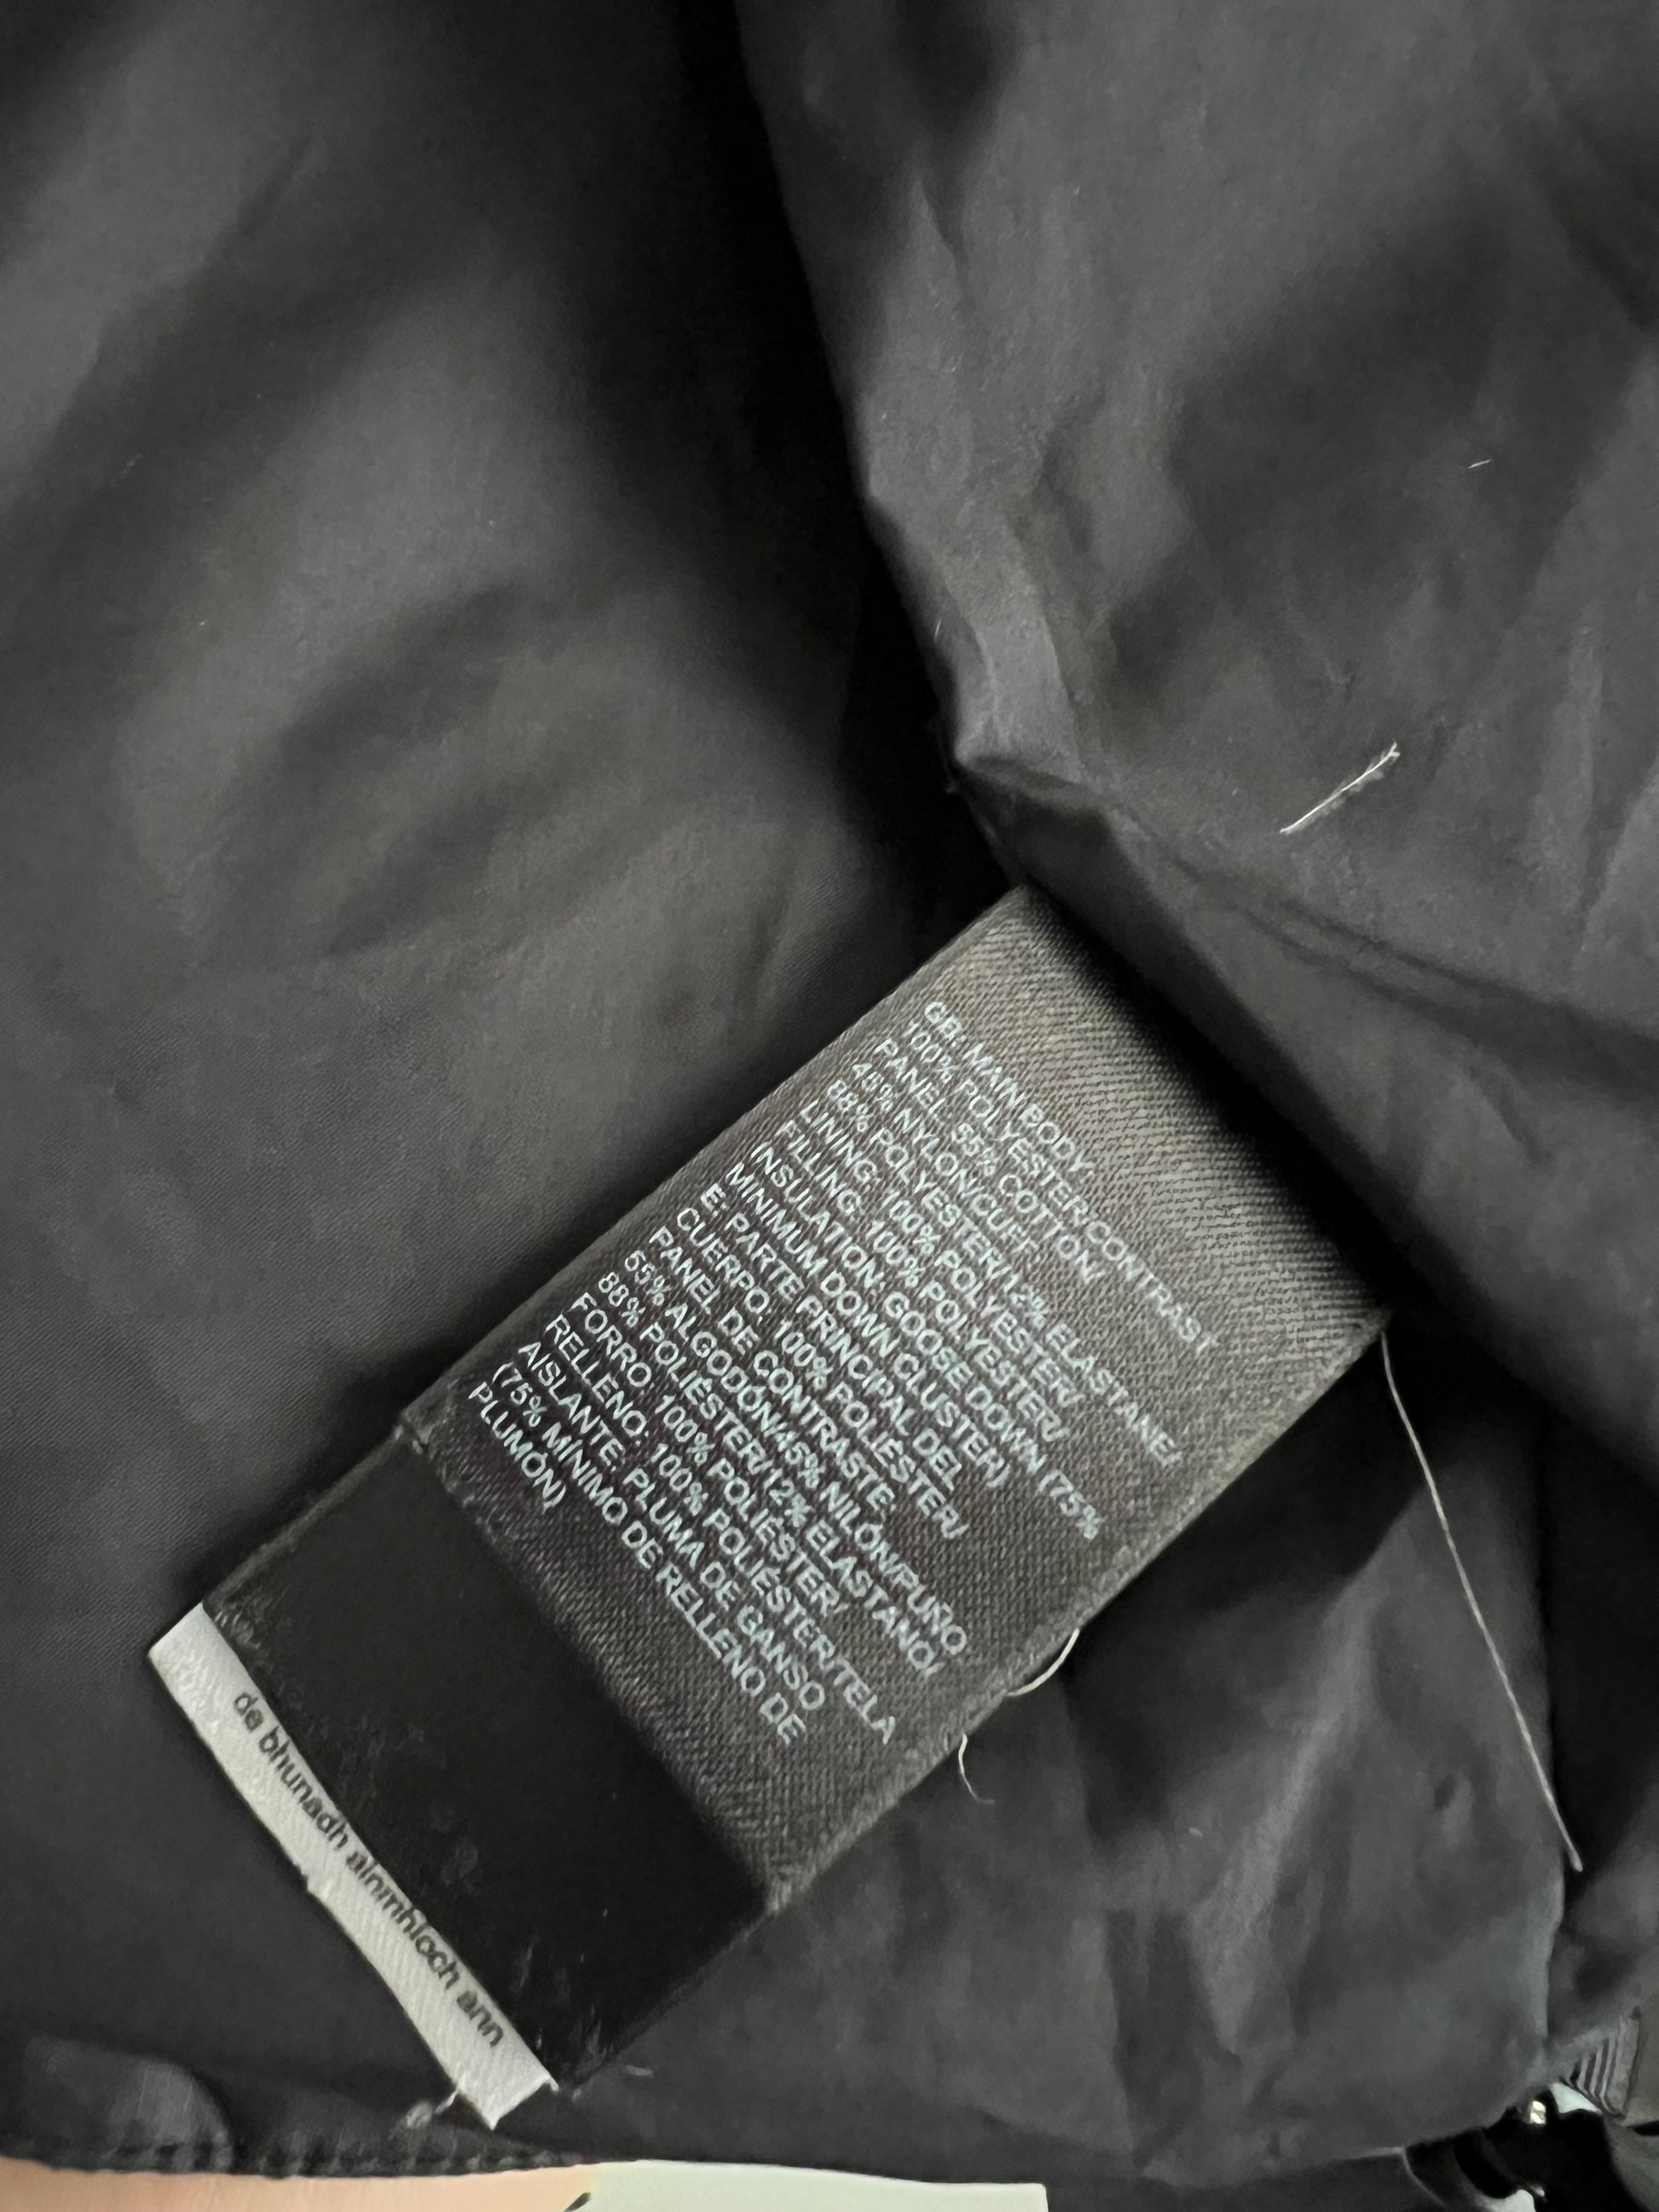 GB: MAIN BODY
100% POLYESTER/CONTRAST
PANEL: 55% COTTON/
45% NYLON/CUFF:
88% POLYESTER/12% ELASTANE/
LINING: 100% POLYESTER/
FILLING: 100% POLYESTER/
INSULATION: GOOSE DOWN (75%
MINIMUM DOWN CLUSTER)
E: PARTE PRINCIPAL DEL
CUERPO: 100% POLIÉSTER/
PANEL DE CONTRASTE:
55% ALGODÓN/45% NILÓN/PUÑO
88% POLIÉSTER/12% ELASTANO/
FORRO: 100% POLIÉSTER/
RELLENO: 100% POLIÉSTER/TELA
AISLANTE: PLUMA DE GANSO
(75% MÍNIMO DE RELLENO DE
PLUMÓN)
de bhunadh ainmhíoch ann